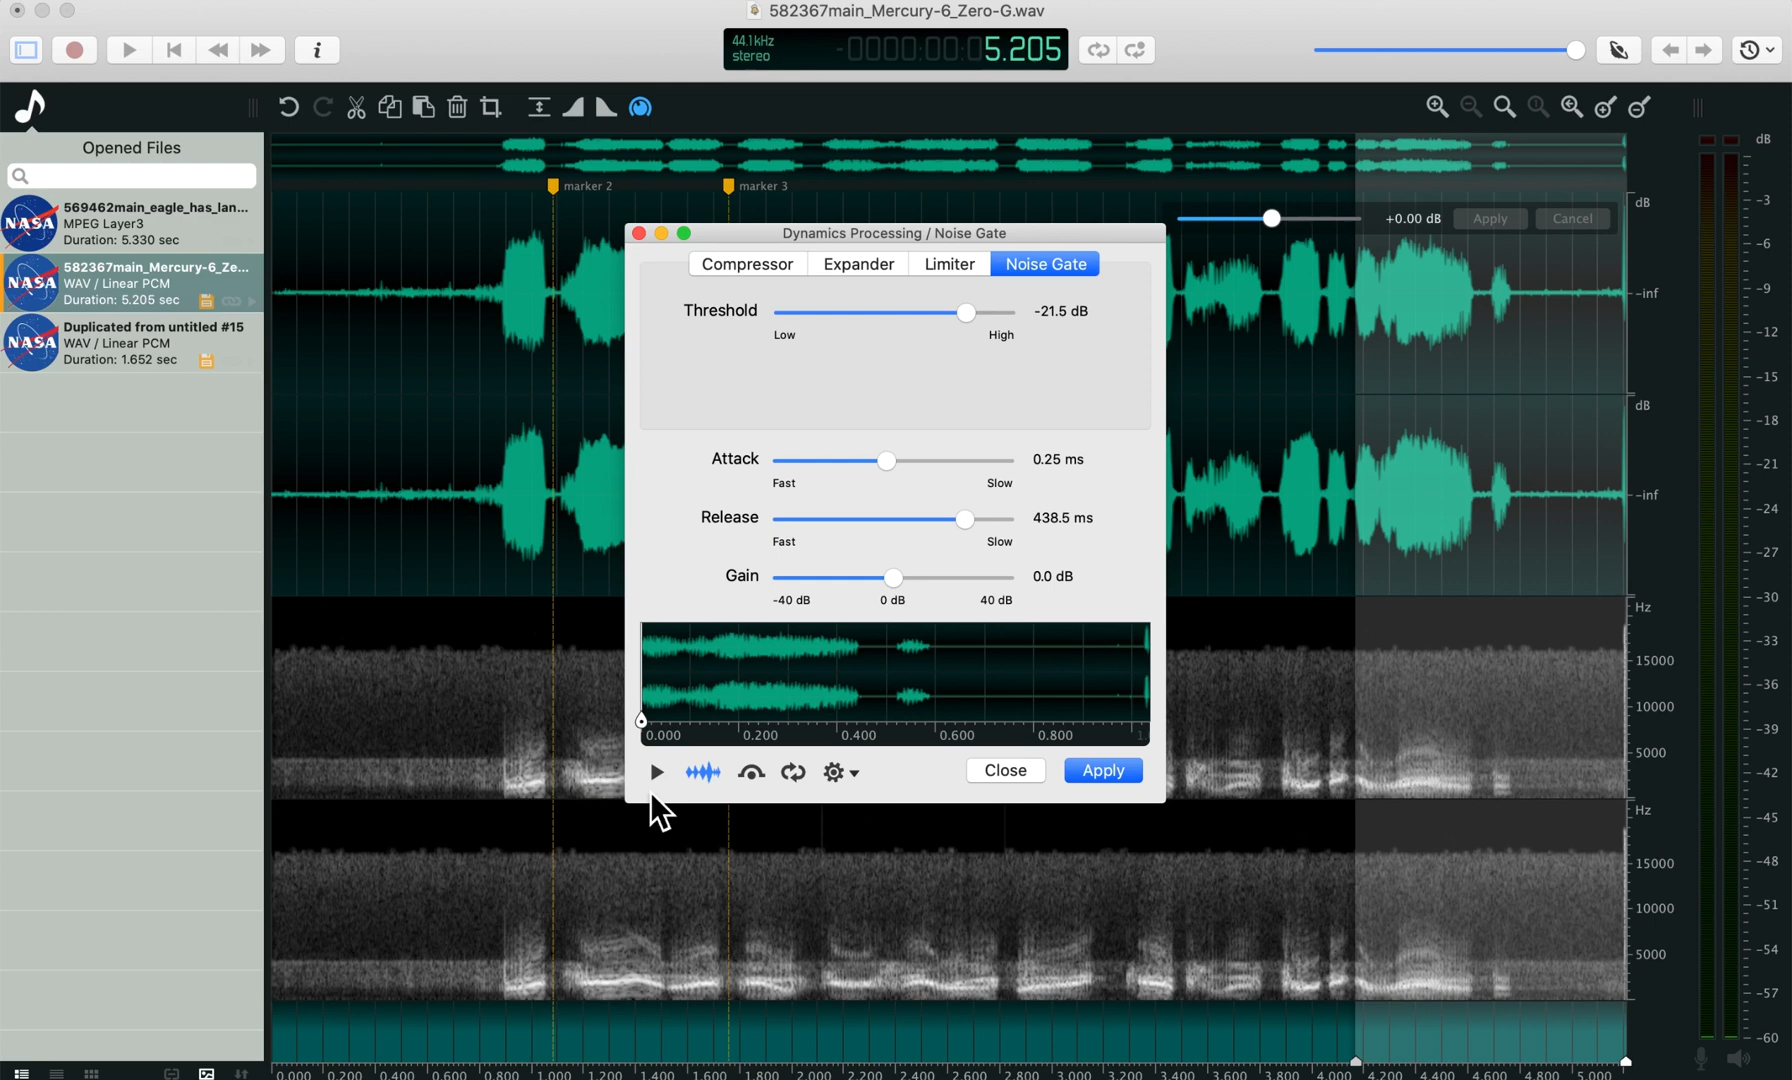 582367main_Mercury-6_Zero-G.wav
44.1kHz
stereo
-0000:00:05.205
Opened Files
569462main_eagle_has_lan...
MPEG Layer3
Duration: 5.330 sec
582367main_Mercury-6_Ze...
WAV / Linear PCM
Duration: 5.205 sec
Duplicated from untitled #15
WAV / Linear PCM
Duration: 1.652 sec
NASA
NASA
NASA
marker 2
marker 3
+0.00 dB
Apply
Cancel
Dynamics Processing / Noise Gate
Compressor
Expander
Limiter
Noise Gate
Threshold
-21.5 dB
Low
High
Attack
0.25 ms
Fast
Slow
Release
438.5 ms
Fast
Slow
Gain
0.0 dB
-40 dB
0 dB
40 dB
0.000
0.200
0.400
0.600
0.800
1.
Close
Apply
dB
-inf
dB
-inf
Hz
15000
10000
5000
Hz
15000
10000
5000
dB
-3
-6
-9
-12
-15
-18
-21
-24
-27
-30
-33
-36
-39
-42
-45
-48
-51
-54
-57
-60
0.000 0.200 0.400 0.600 0.800 1.000 1.200 1.400 1.600 1.800 2.000 2.200 2.400 2.600 2.800 3.000 3.200 3.400 3.600 3.800 4.000 4.200 4.400 4.600 4.800 5.000